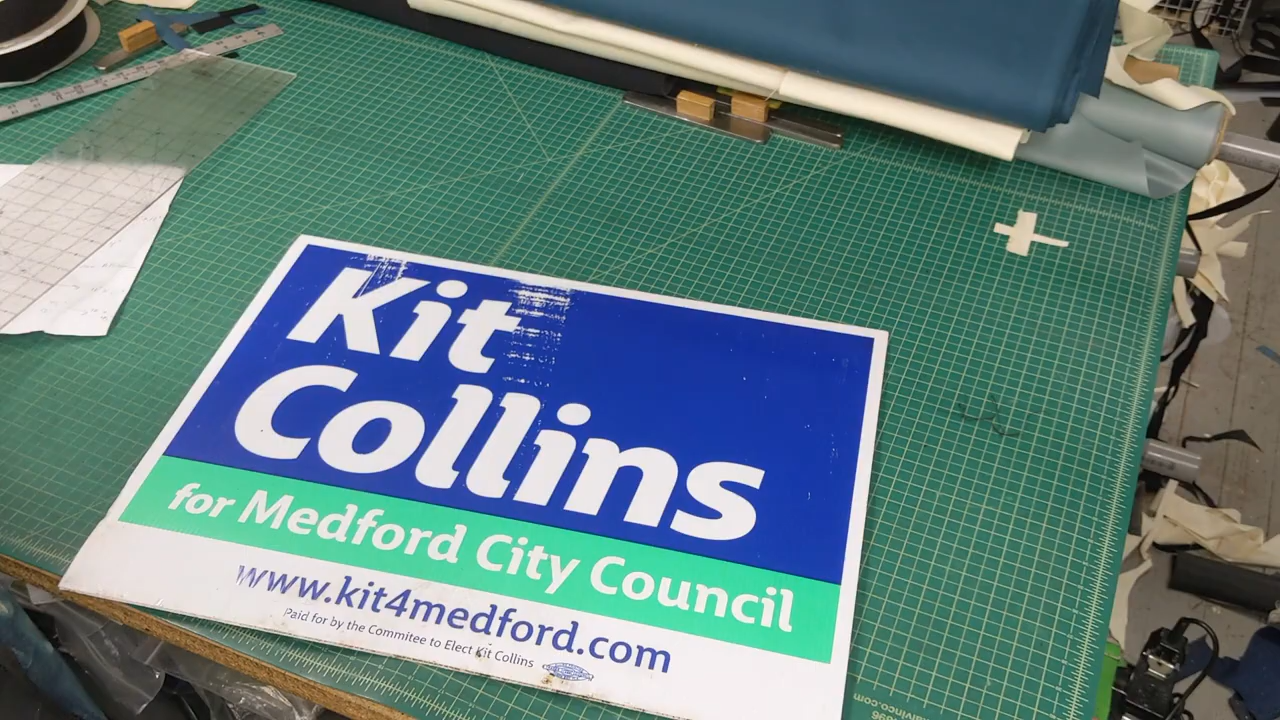 Kit
Collins
for Medford City Council
www.kit4medford.com
Paid for by the Commitee to Elect Kit Collins